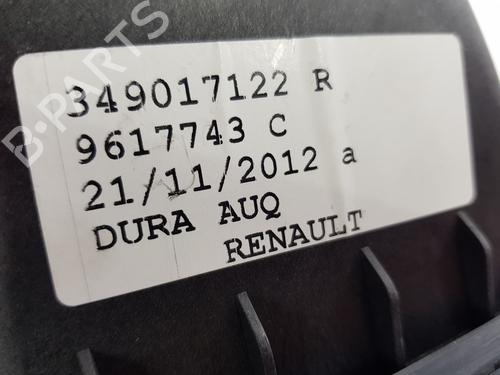 B-PARTS
349017122 R
9617743 C
21/11/2012 a
DURA AUQ
RENAULT